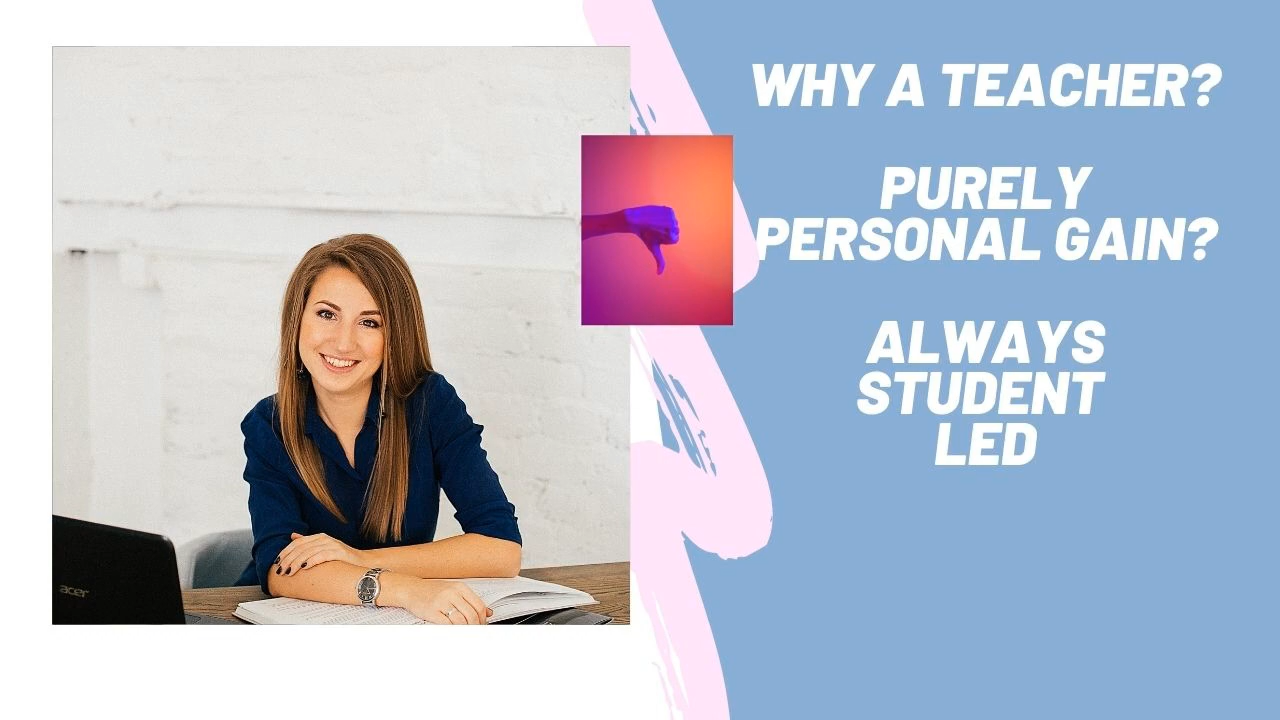 WHY A TEACHER?
PURELY
PERSONAL GAIN?
ALWAYS
STUDENT
LED
acer